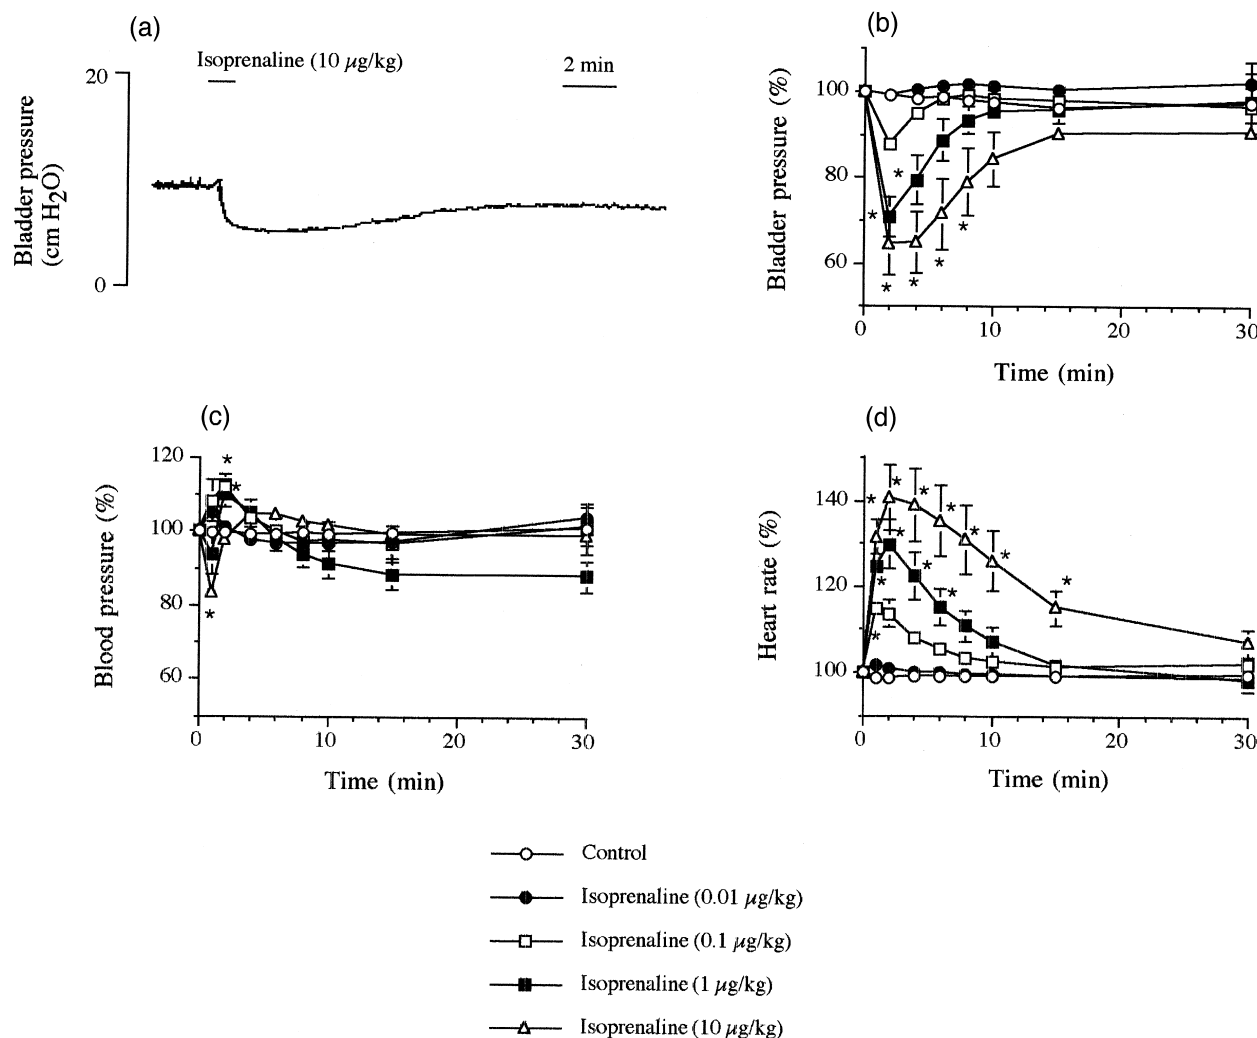 (a)
Isoprenaline (10 μg/kg)
2 min
20
0
Bladder pressure
(cm H2O)
(b)
100
80
60
Bladder pressure (%)
0
10
20
30
Time (min)
*
*
*
*
*
*
(c)
120
100
80
60
Blood pressure (%)
0
10
20
30
Time (min)
*
*
*
(d)
140
120
100
Heart rate (%)
0
10
20
30
Time (min)
*
*
*
*
*
*
*
*
*
*
*
*
Control
Isoprenaline (0.01 μg/kg)
Isoprenaline (0.1 μg/kg)
Isoprenaline (1 μg/kg)
Isoprenaline (10 μg/kg)